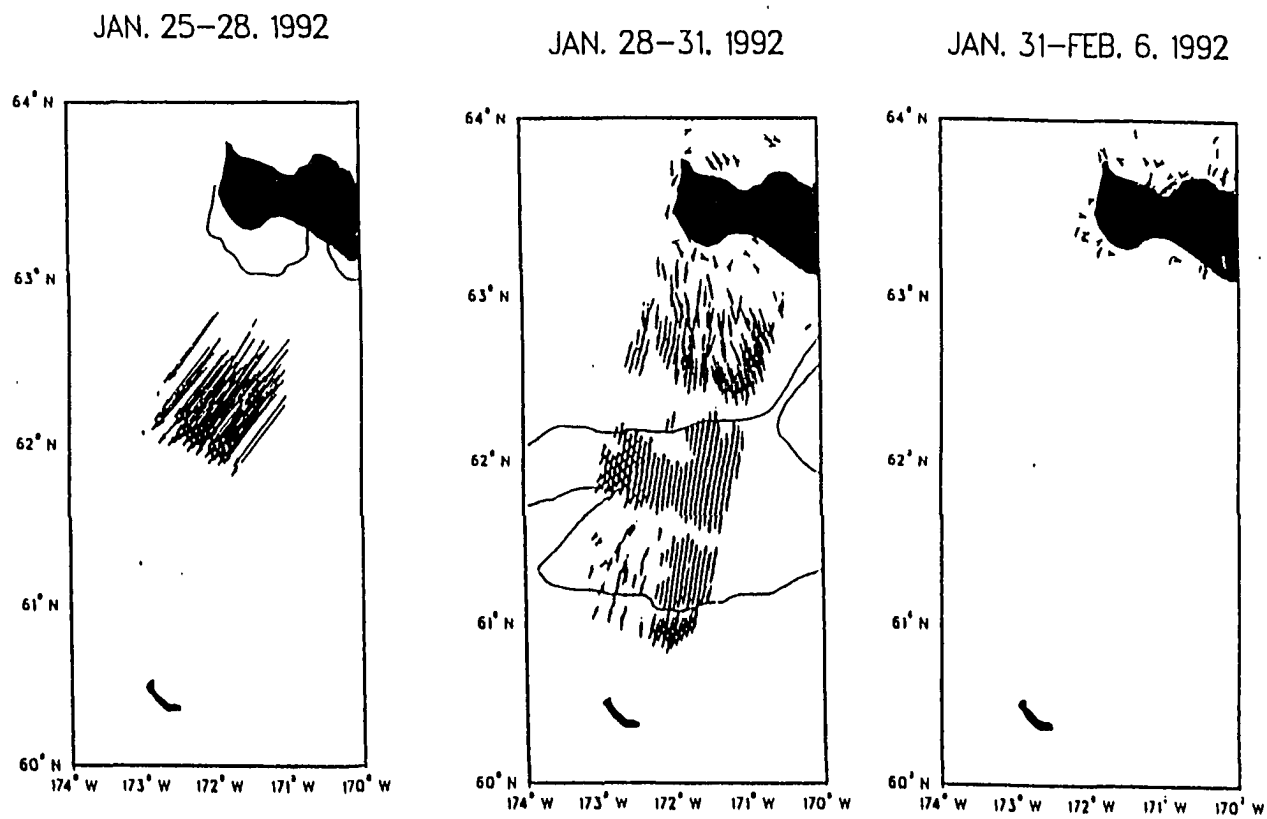 JAN. 25–28. 1992
64° N
63° N
62° N
61° N
60° N
174° W 173° W 172° W 171° W 170° W
JAN. 28–31. 1992
64° N
63° N
62° N
61° N
60° N
174° W 173° W 172° W 171° W 170° W
JAN. 31–FEB. 6. 1992
64° N
63° N
62° N
61° N
60° N
174° W 173° W 172° W 171° W 170° W